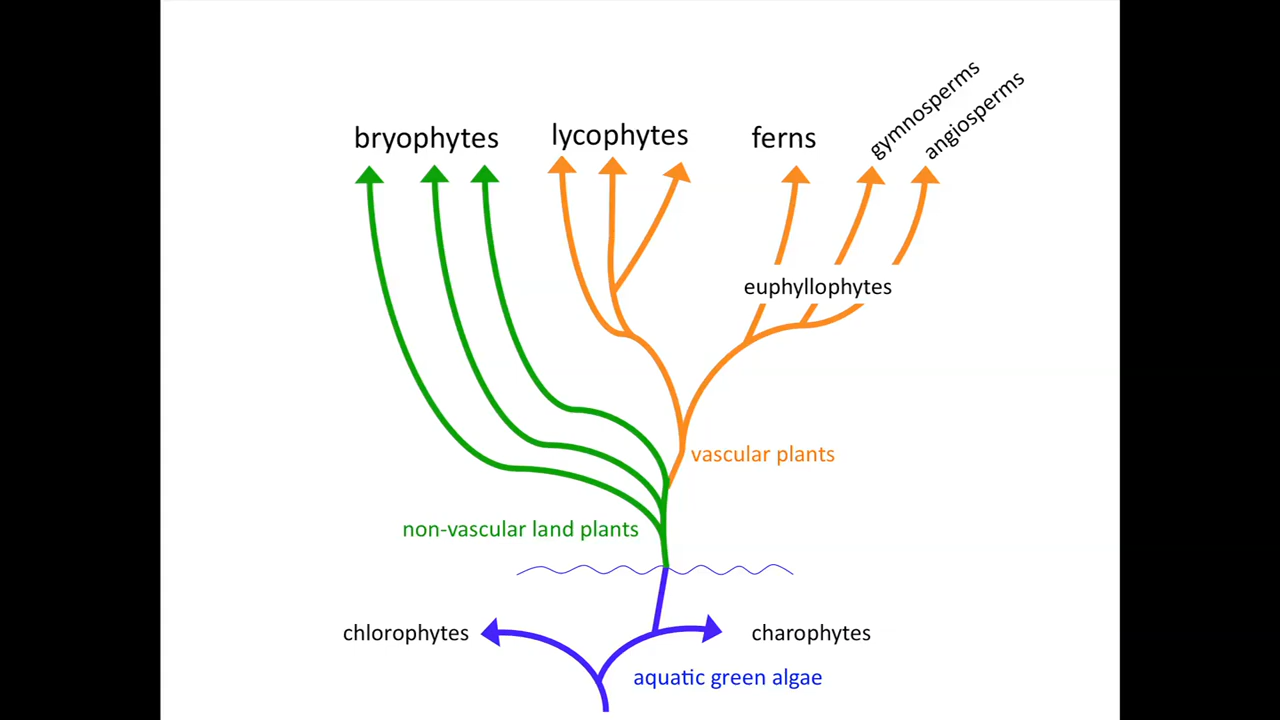 gymnosperms
angiosperms
bryophytes
lycophytes
ferns
euphyllophytes
vascular plants
non-vascular land plants
chlorophytes
charophytes
aquatic green algae